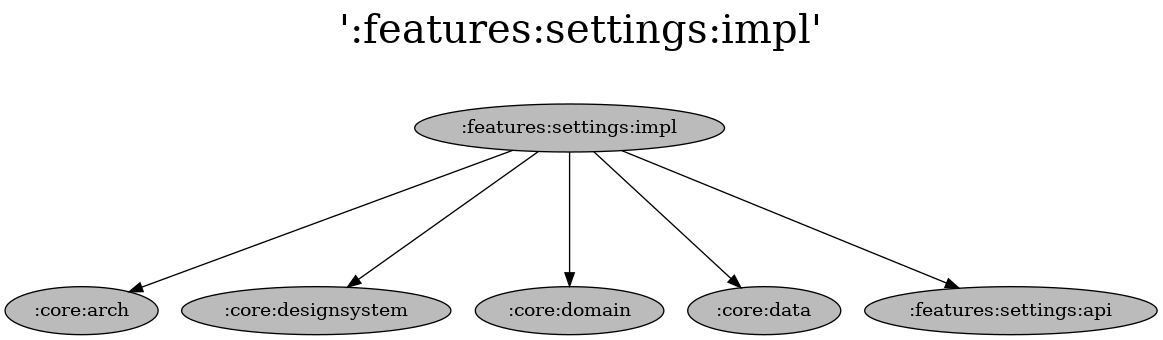 ':features:settings:impl'
:features:settings:impl
:core:arch
:core:designsystem
:core:domain
:core:data
:features:settings:api